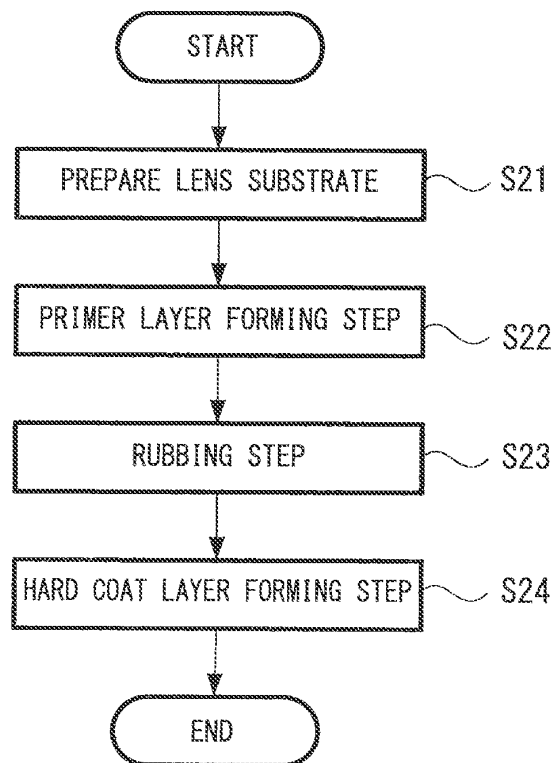 START
PREPARE LENS SUBSTRATE
S21
PRIMER LAYER FORMING STEP
S22
RUBBING STEP
S23
HARD COAT LAYER FORMING STEP
S24
END